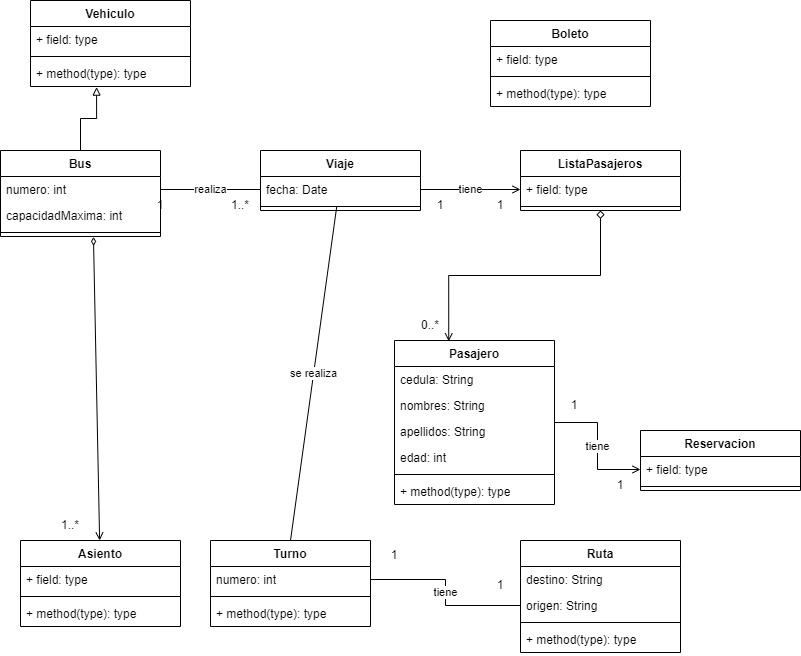 Vehiculo
+ field: type
+ method(type): type
Boleto
+ field: type
+ method(type): type
Bus
numero: int
capacidadMaxima: int
realiza
1
1..*
Viaje
fecha: Date
tiene
1
1
ListaPasajeros
+ field: type
0..*
Pasajero
cedula: String
nombres: String
apellidos: String
edad: int
+ method(type): type
se realiza
1
tiene
1
Reservacion
+ field: type
1..*
Asiento
+ field: type
+ method(type): type
Turno
numero: int
+ method(type): type
1
tiene
1
Ruta
destino: String
origen: String
+ method(type): type